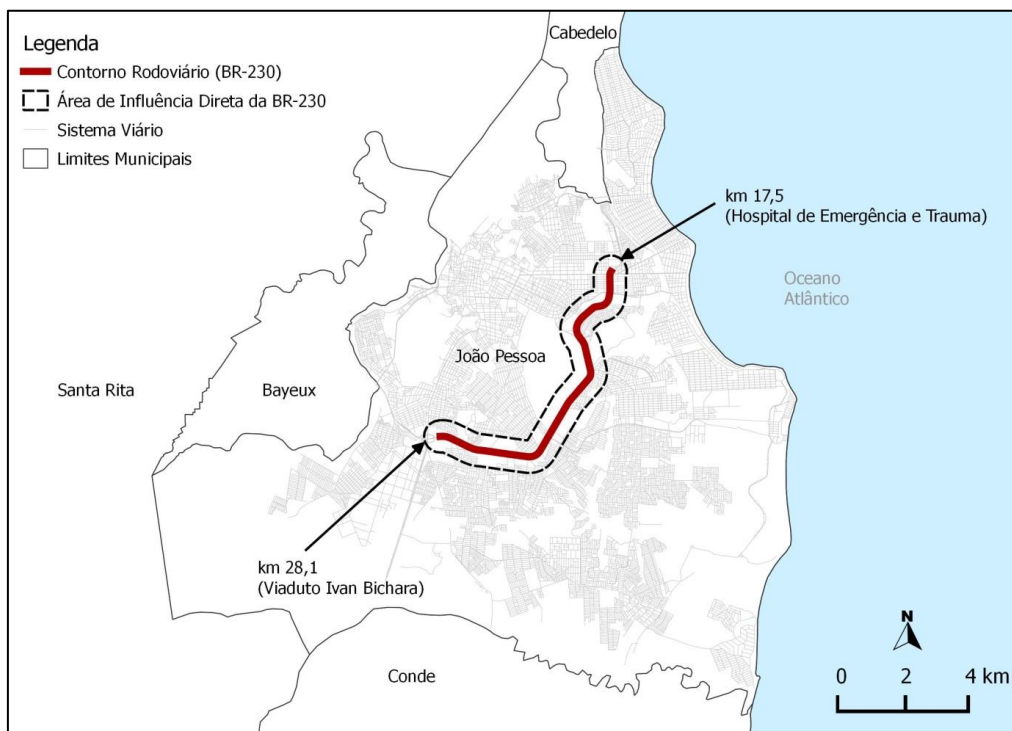 Legenda
Contorno Rodoviário (BR-230)
Área de Influência Direta da BR-230
Sistema Viário
Limites Municipais
Cabedelo
km 17,5
(Hospital de Emergência e Trauma)
Oceano
Atlântico
João Pessoa
Santa Rita
Bayeux
km 28,1
(Viaduto Ivan Bichara)
Conde
N
0 2 4 km